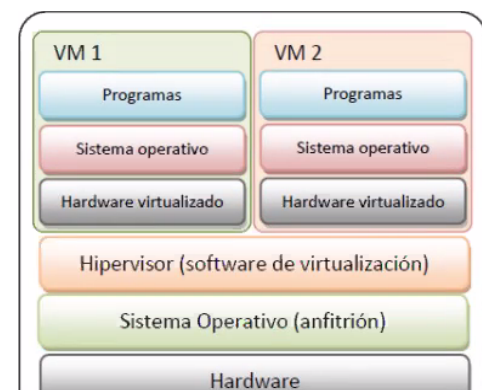 VM 1
VM 2
Programas
Programas
Sistema operativo
Sistema operativo
Hardware virtualizado
Hardware virtualizado
Hipervisor (software de virtualización)
Sistema Operativo (anfitrión)
Hardware